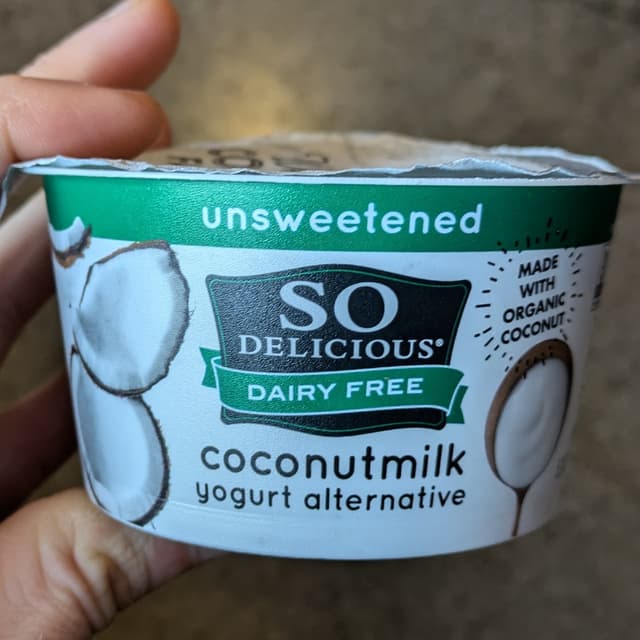 unsweetened
SO
DELICIOUS®
DAIRY FREE
coconutmilk
yogurt alternative
MADE
WITH
ORGANIC
COCONUT